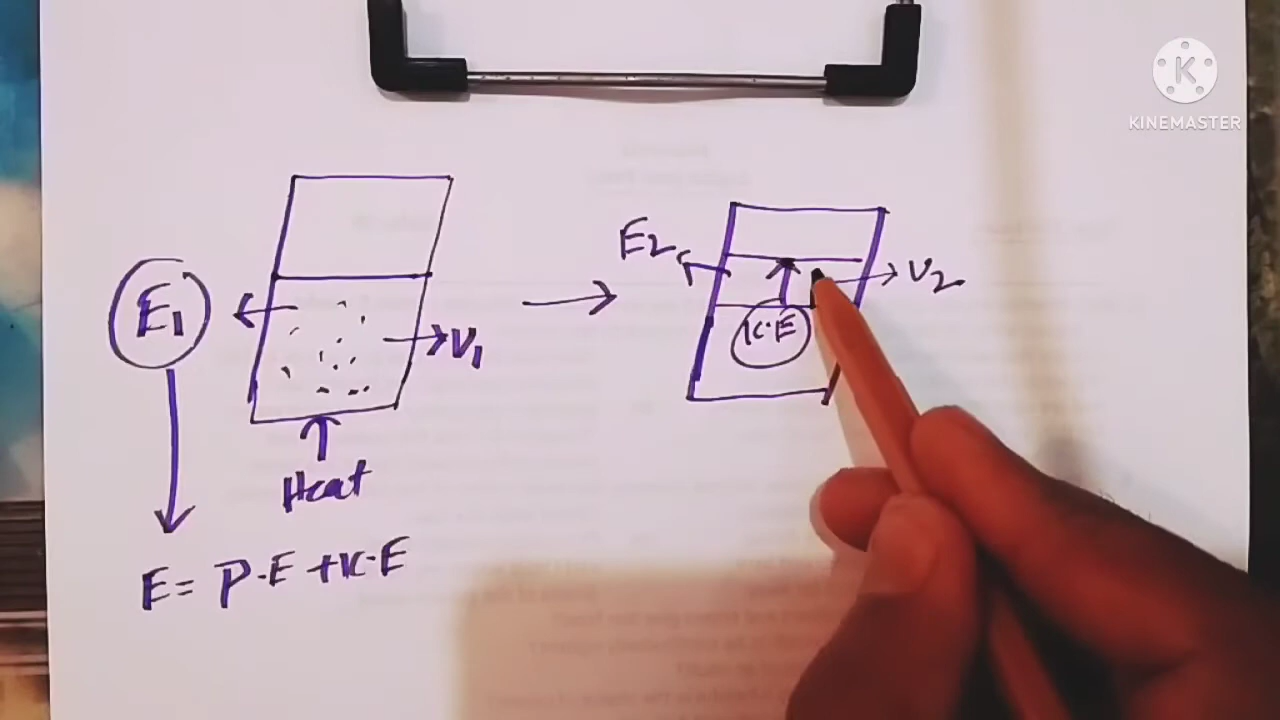 KINEMASTER
E1
V1
Heat
E = P.E + K.E
E2
K.E
V2